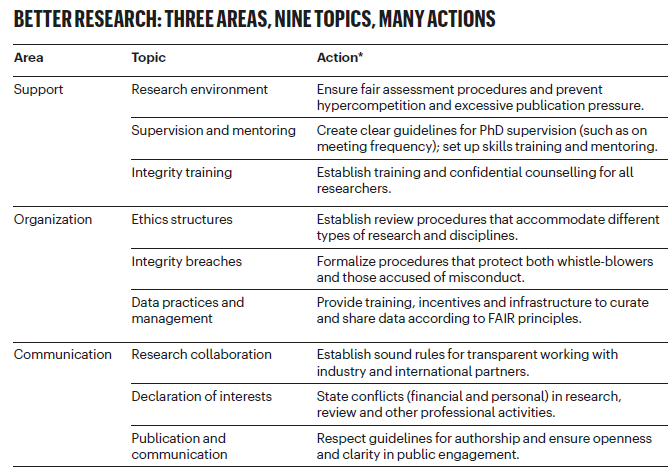 BETTER RESEARCH: THREE AREAS, NINE TOPICS, MANY ACTIONS
Area Topic Action*
Support Research environment Ensure fair assessment procedures and prevent
hypercompetition and excessive publication pressure.
Supervision and mentoring Create clear guidelines for PhD supervision (such as on
meeting frequency); set up skills training and mentoring.
Integrity training Establish training and confidential counselling for all
researchers.
Organization Ethics structures Establish review procedures that accommodate different
types of research and disciplines.
Integrity breaches Formalize procedures that protect both whistle-blowers
and those accused of misconduct.
Data practices and Provide training, incentives and infrastructure to curate
management and share data according to FAIR principles.
Communication Research collaboration Establish sound rules for transparent working with
industry and international partners.
Declaration of interests State conflicts (financial and personal) in research,
review and other professional activities.
Publication and Respect guidelines for authorship and ensure openness
communication and clarity in public engagement.